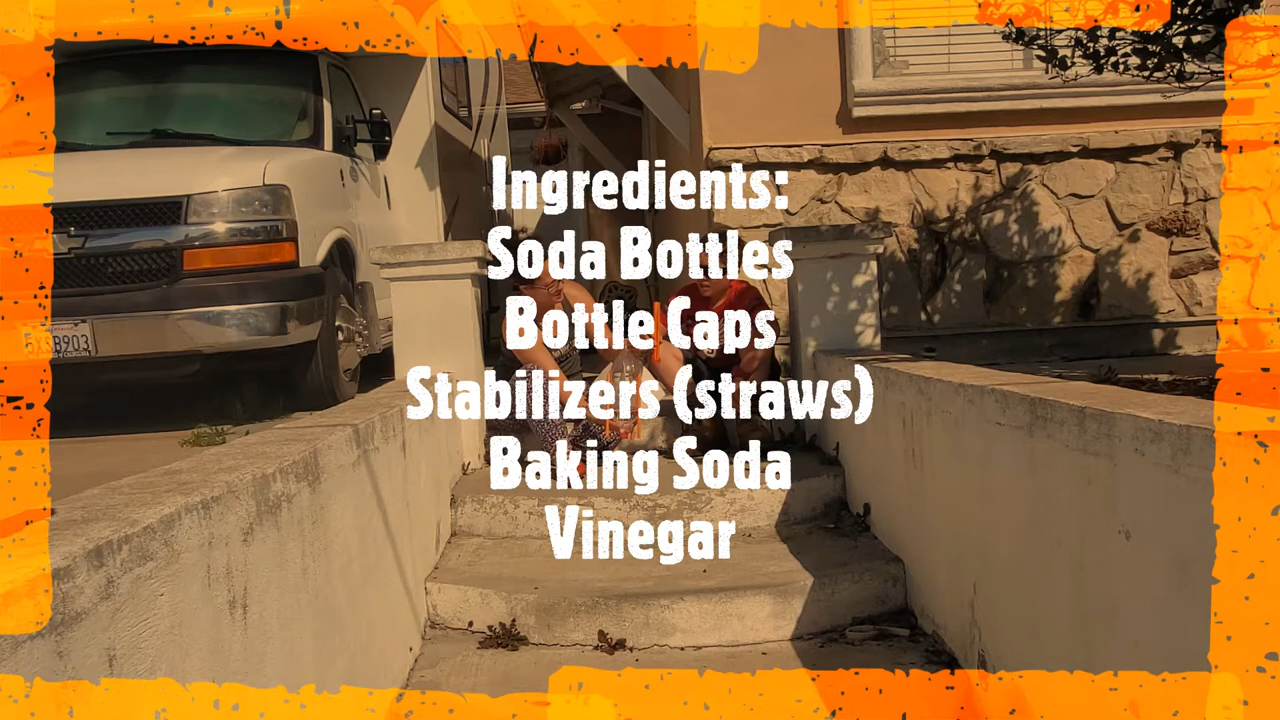 Ingredients:
Soda Bottles
Bottle Caps
Stabilizers (straws)
Baking Soda
Vinegar